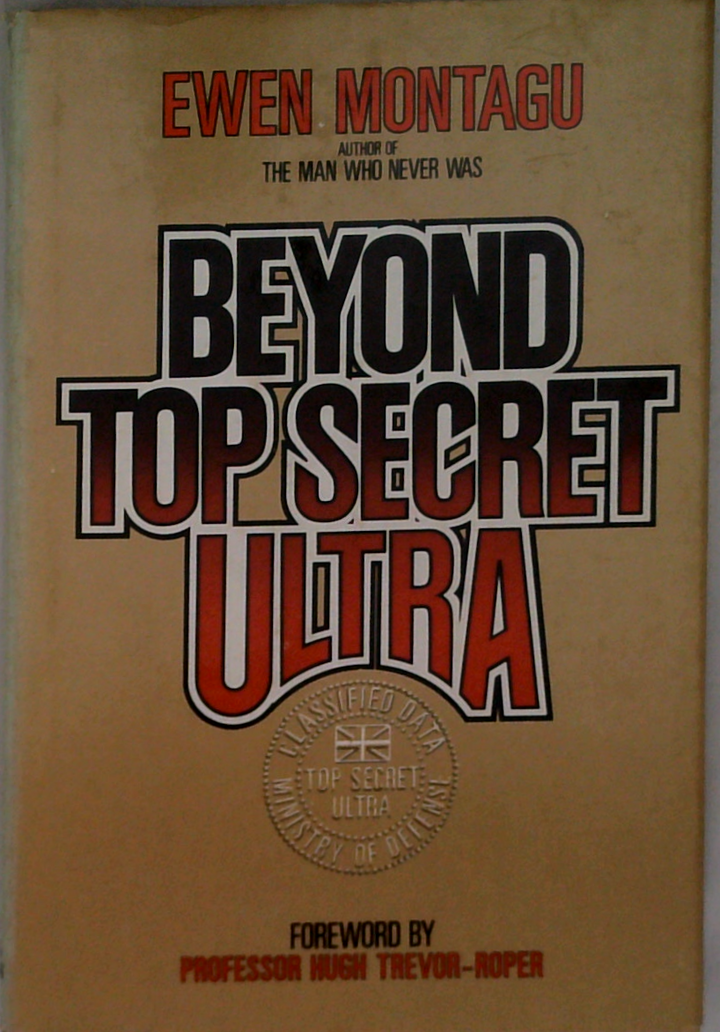 EWEN MONTAGU
AUTHOR OF
THE MAN WHO NEVER WAS
BEYOND
TOP SECRET
ULTRA
CLASSIFIED DATA
TOP SECRET
ULTRA
MINISTRY OF DEFENSE
FOREWORD BY
PROFESSOR HUGH TREVOR-ROPER